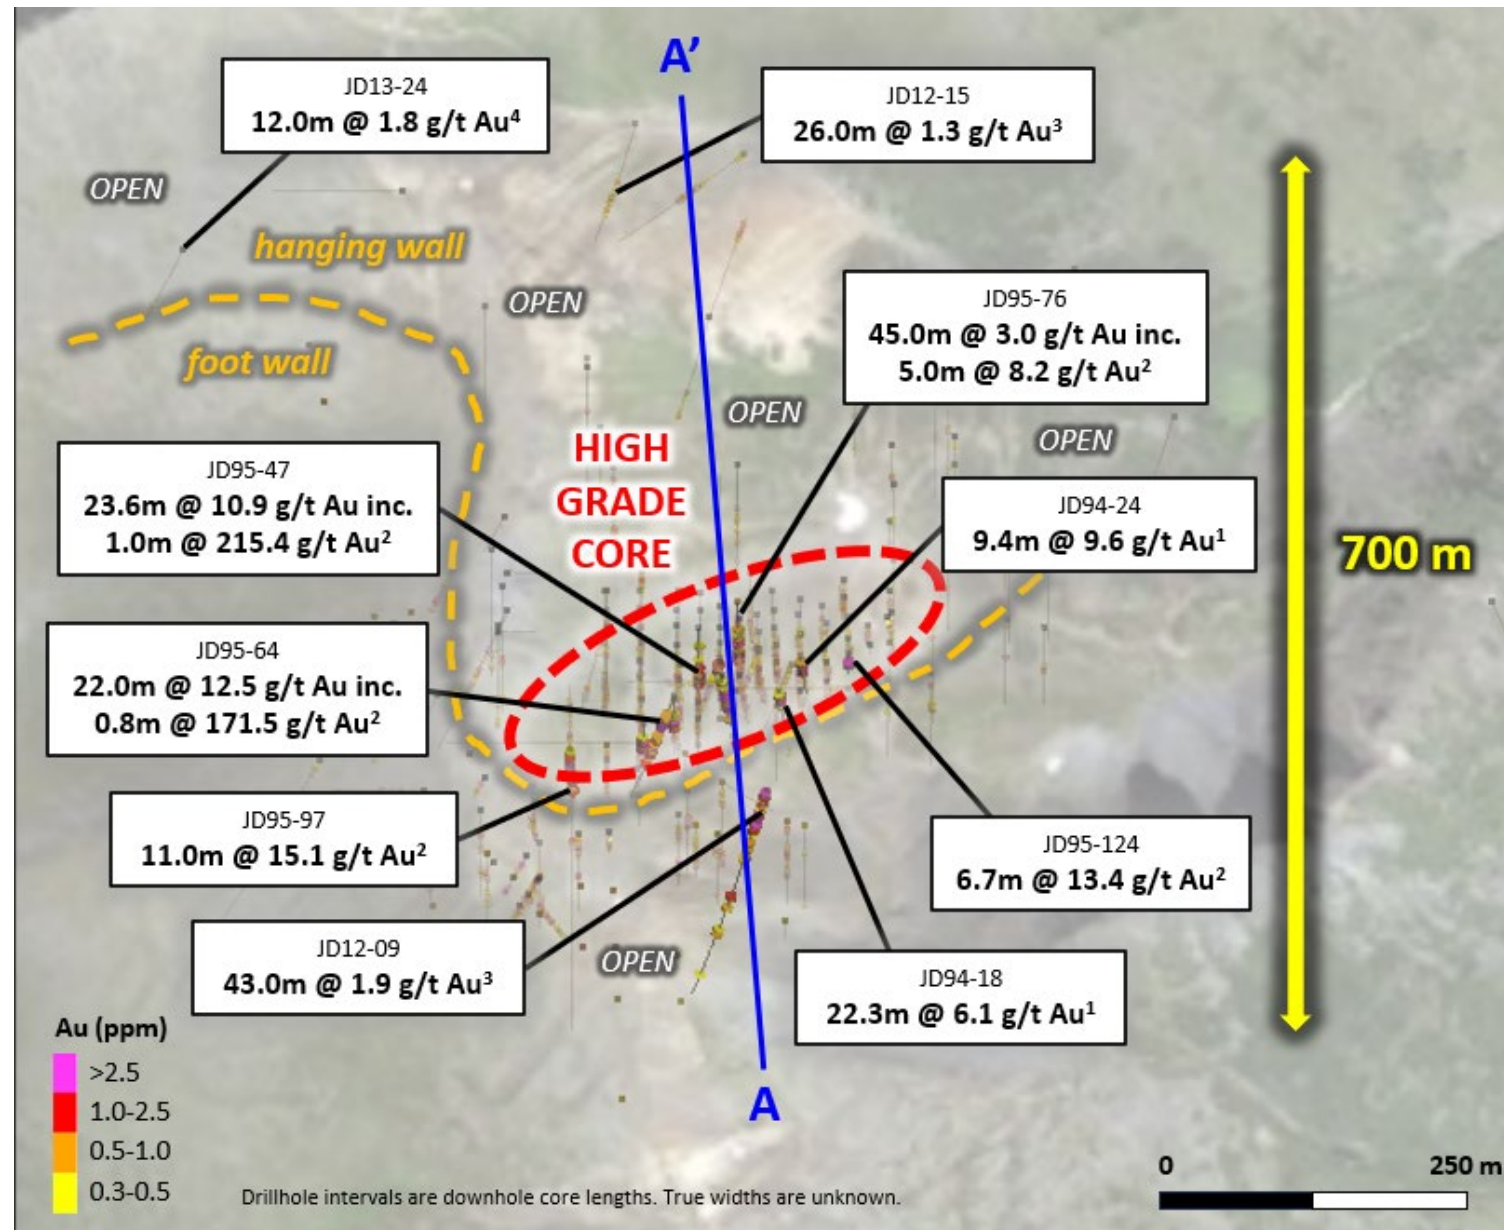 A’
JD13-24
12.0m @ 1.8 g/t Au⁴
JD12-15
26.0m @ 1.3 g/t Au³
OPEN
hanging wall
OPEN
foot wall
JD95-76
45.0m @ 3.0 g/t Au inc.
5.0m @ 8.2 g/t Au²
OPEN
OPEN
HIGH
GRADE
CORE
JD95-47
23.6m @ 10.9 g/t Au inc.
1.0m @ 215.4 g/t Au²
JD94-24
9.4m @ 9.6 g/t Au¹
700 m
JD95-64
22.0m @ 12.5 g/t Au inc.
0.8m @ 171.5 g/t Au²
JD95-97
11.0m @ 15.1 g/t Au²
JD95-124
6.7m @ 13.4 g/t Au²
JD12-09
43.0m @ 1.9 g/t Au³
OPEN
JD94-18
22.3m @ 6.1 g/t Au¹
A
Au (ppm)
>2.5
1.0-2.5
0.5-1.0
0.3-0.5
Drillhole intervals are downhole core lengths. True widths are unknown.
0 250 m